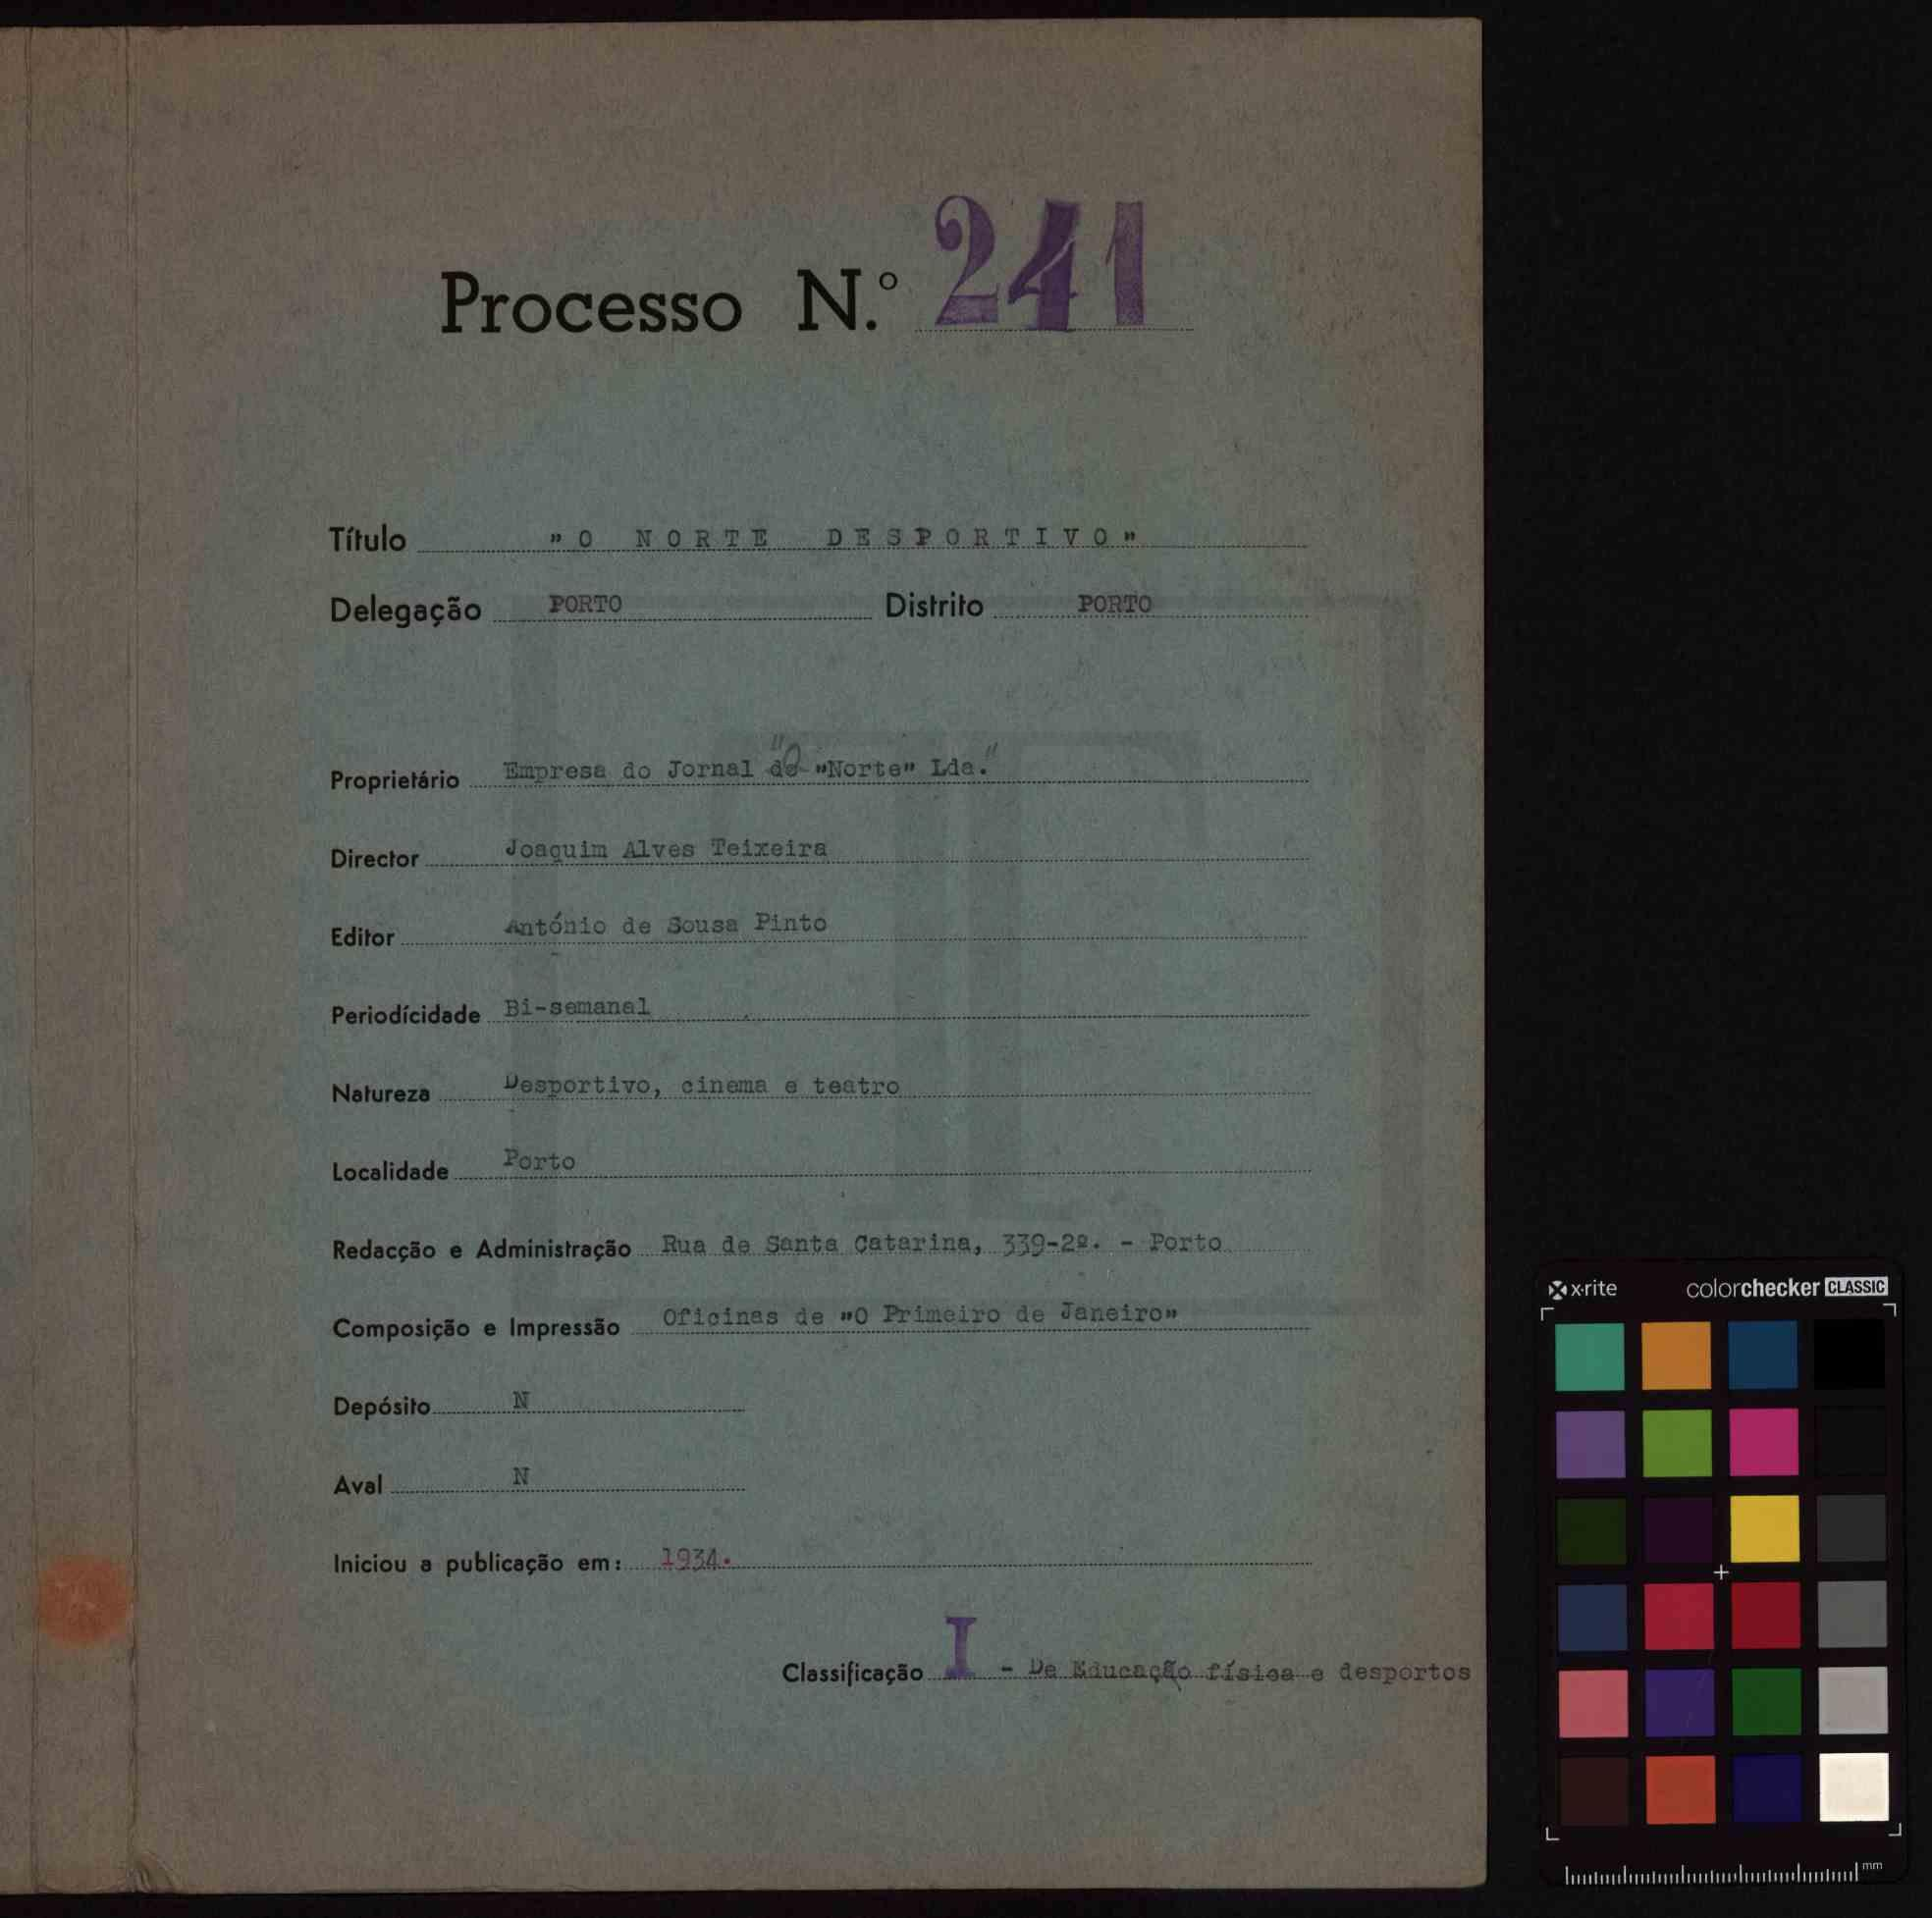 Processo N.º 241
Título "O NORTE DESPORTIVO"
Delegação PORTO Distrito PORTO
Proprietário Empresa do Jornal do "O "Norte" Lda."
Director Joaquim Alves Teixeira
Editor António de Sousa Pinto
Periodícidade Bi-semanal
Natureza Desportivo, cinema e teatro
Localidade Porto
Redacção e Administração Rua de Santa Catarina, 339-2º. - Porto
Composição e Impressão Oficinas de "O Primeiro de Janeiro"
Depósito N
Aval N
Iniciou a publicação em: 1934.
Classificação I - De Educação física e desportos
x·rite colorchecker CLASSIC
mm